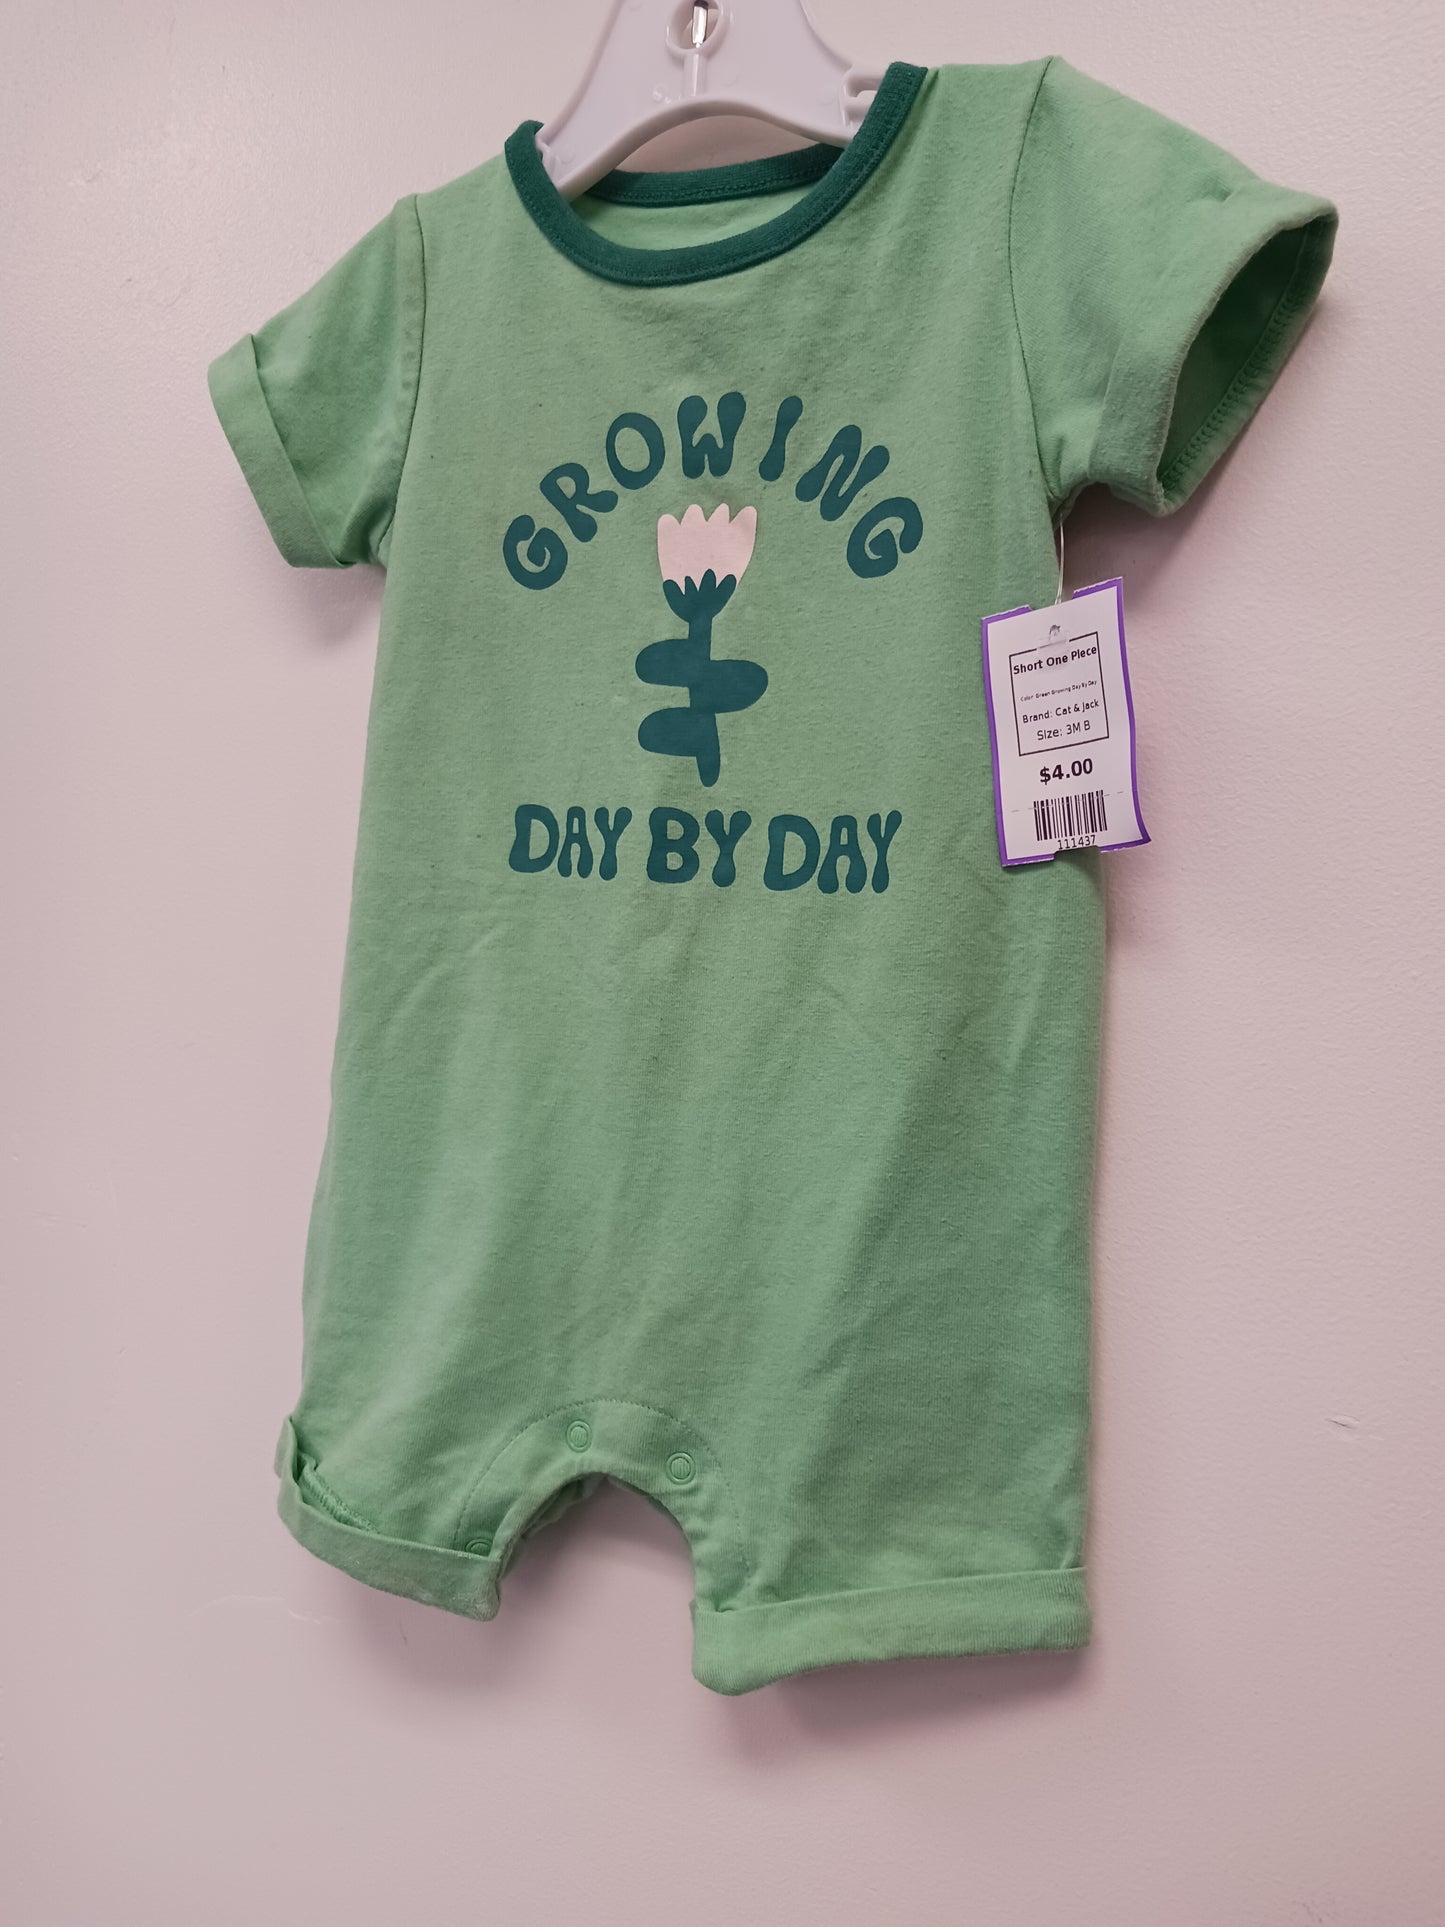 GROWING
DAY BY DAY
Short One Piece
Color: Green Growing Day By Day
Brand: Cat & Jack
Size: 3M B
$4.00
111437